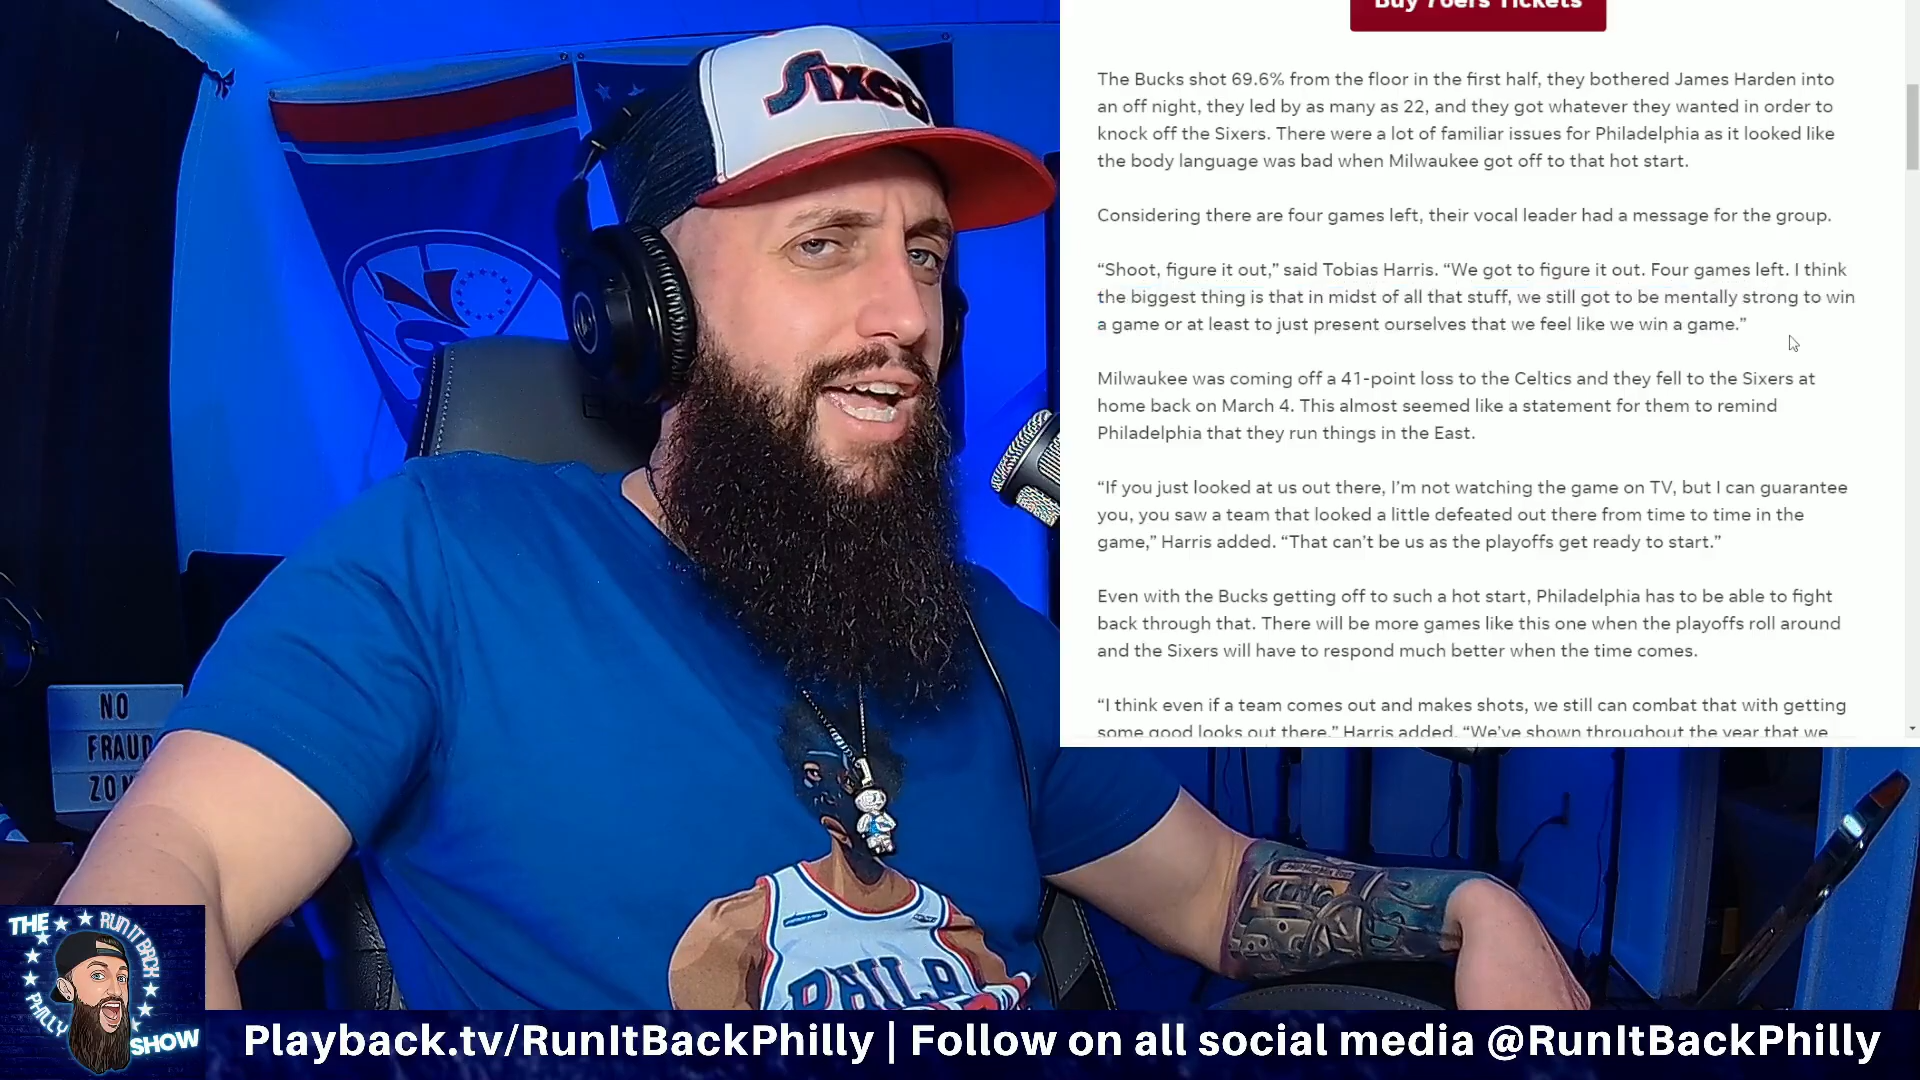 Buy 76ers Tickets
The Bucks shot 69.6% from the floor in the first half, they bothered James Harden into
an off night, they led by as many as 22, and they got whatever they wanted in order to
knock off the Sixers. There were a lot of familiar issues for Philadelphia as it looked like
the body language was bad when Milwaukee got off to that hot start.
Considering there are four games left, their vocal leader had a message for the group.
“Shoot, figure it out,” said Tobias Harris. “We got to figure it out. Four games left. I think
the biggest thing is that in midst of all that stuff, we still got to be mentally strong to win
a game or at least to just present ourselves that we feel like we win a game.”
Milwaukee was coming off a 41-point loss to the Celtics and they fell to the Sixers at
home back on March 4. This almost seemed like a statement for them to remind
Philadelphia that they run things in the East.
“If you just looked at us out there, I’m not watching the game on TV, but I can guarantee
you, you saw a team that looked a little defeated out there from time to time in the
game,” Harris added. “That can’t be us as the playoffs get ready to start.”
Even with the Bucks getting off to such a hot start, Philadelphia has to be able to fight
back through that. There will be more games like this one when the playoffs roll around
and the Sixers will have to respond much better when the time comes.
“I think even if a team comes out and makes shots, we still can combat that with getting
some good looks out there,” Harris added. “We’ve shown throughout the year that we
NO
FRAUD
PHILA
THE
RUN IT BACK
PHILLY
SHOW
Playback.tv/RunItBackPhilly | Follow on all social media @RunItBackPhilly